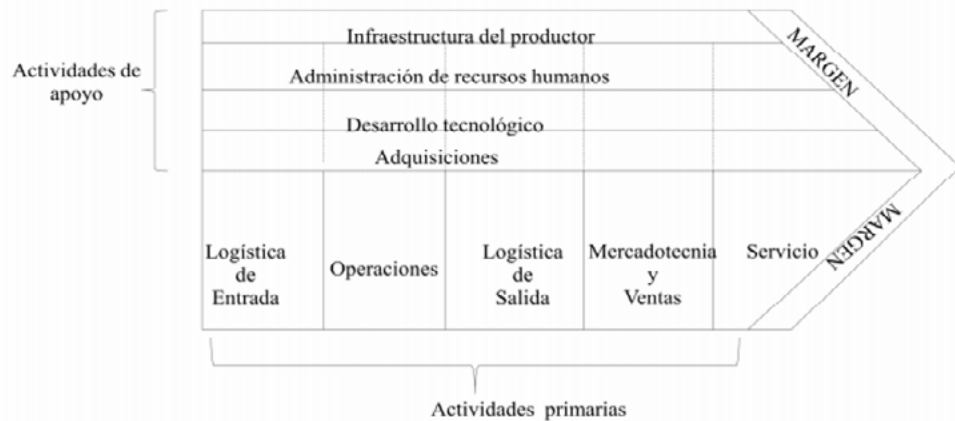 Infraestructura del productor
MARGEN
Actividades de
apoyo
Administración de recursos humanos
Desarrollo tecnológico
Adquisiciones
Logística
de
Entrada
Operaciones
Logística
de
Salida
Mercadotecnia
y
Ventas
Servicio
MARGEN
Actividades primarias